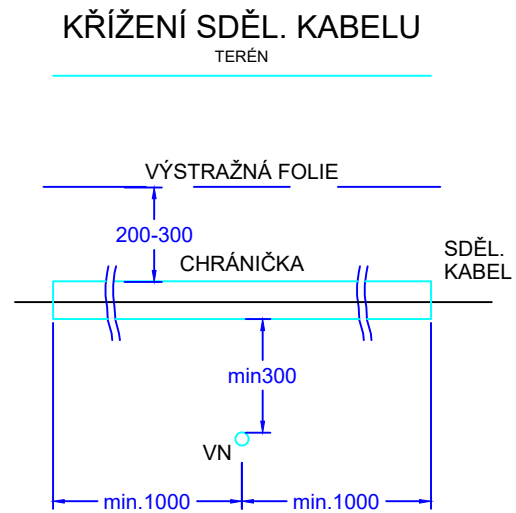 KŘÍŽENÍ SDĚL. KABELU
TERÉN
VÝSTRAŽNÁ FOLIE
200-300
CHRÁNIČKA
SDĚL.
KABEL
min300
VN
min.1000
min.1000